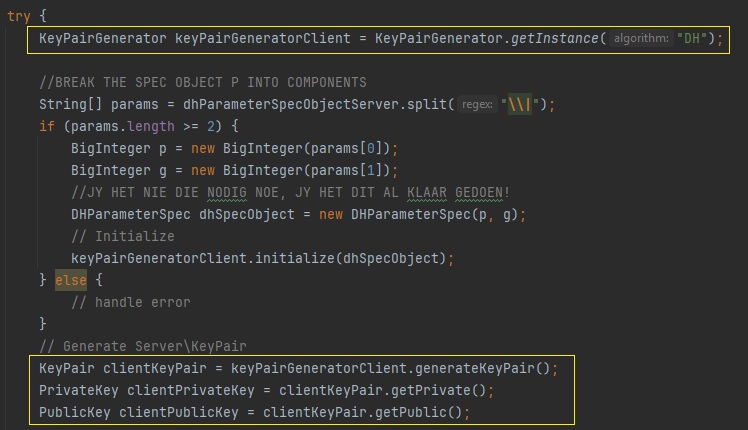 try {
KeyPairGenerator keyPairGeneratorClient = KeyPairGenerator.getInstance( algorithm: "DH");
//BREAK THE SPEC OBJECT P INTO COMPONENTS
String[] params = dhParameterSpecObjectServer.split( regex: "\\|");
if (params.length >= 2) {
BigInteger p = new BigInteger(params[0]);
BigInteger g = new BigInteger(params[1]);
//JY HET NIE DIE NODIG NOE, JY HET DIT AL KLAAR GEDOEN!
DHParameterSpec dhSpecObject = new DHParameterSpec(p, g);
// Initialize
keyPairGeneratorClient.initialize(dhSpecObject);
} else {
// handle error
}
// Generate Server\KeyPair
KeyPair clientKeyPair = keyPairGeneratorClient.generateKeyPair();
PrivateKey clientPrivateKey = clientKeyPair.getPrivate();
PublicKey clientPublicKey = clientKeyPair.getPublic();